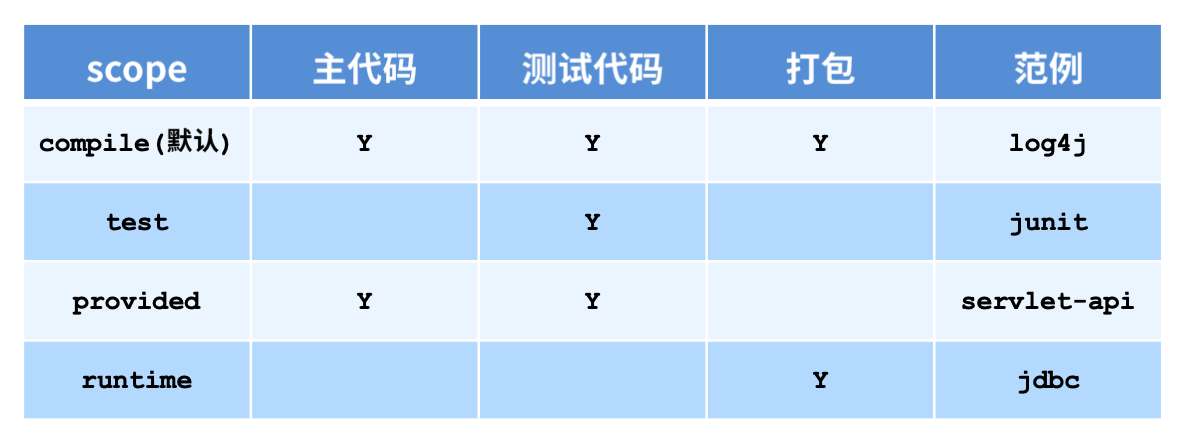 scope 主代码 测试代码 打包 范例
compile(默认) Y Y Y log4j
test Y junit
provided Y Y servlet-api
runtime Y jdbc